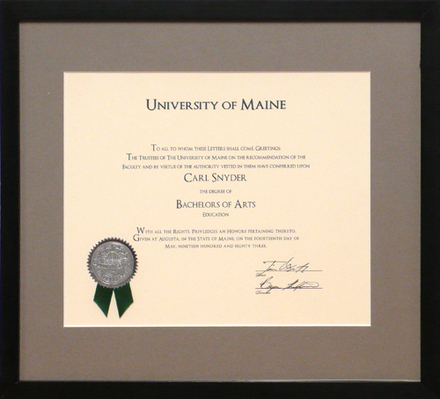 UNIVERSITY OF MAINE
TO ALL TO WHOM THESE LETTERS SHALL COME, GREETINGS
THE TRUSTEES OF THE UNIVERSITY OF MAINE ON THE RECOMMENDATION OF THE
FACULTY AND BY VIRTUE OF THE AUTHORITY VESTED IN THEM HAVE CONFERRED UPON
CARL SNYDER
THE DEGREE OF
BACHELORS OF ARTS
EDUCATION
WITH ALL THE RIGHTS, PRIVILEGES AN HONORS PERTAINING THERETO.
GIVEN AT AUGUSTA, IN THE STATE OF MAINE, ON THE FOURTEENTH DAY OF
MAY, NINETEEN HUNDRED AND EIGHTY THREE.